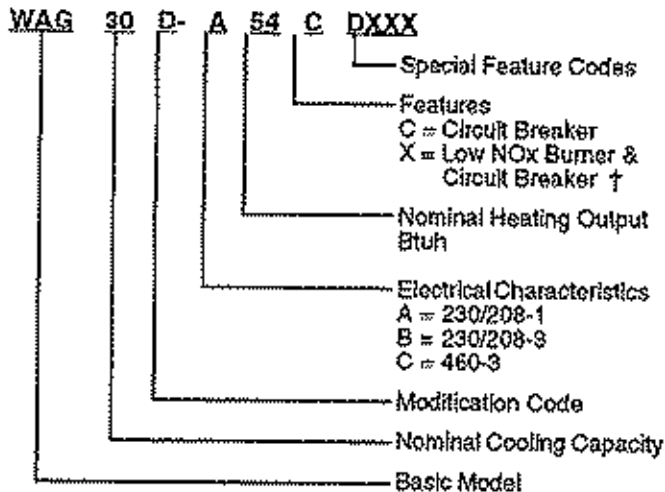 WAG 30 D- A 54 C DXXX
Special Feature Codes
Features
C = Circuit Breaker
X = Low NOx Burner &
Circuit Breaker †
Nominal Heating Output
Btuh
Electrical Characteristics
A = 230/208-1
B = 230/208-3
C = 460-3
Modification Code
Nominal Cooling Capacity
Basic Model